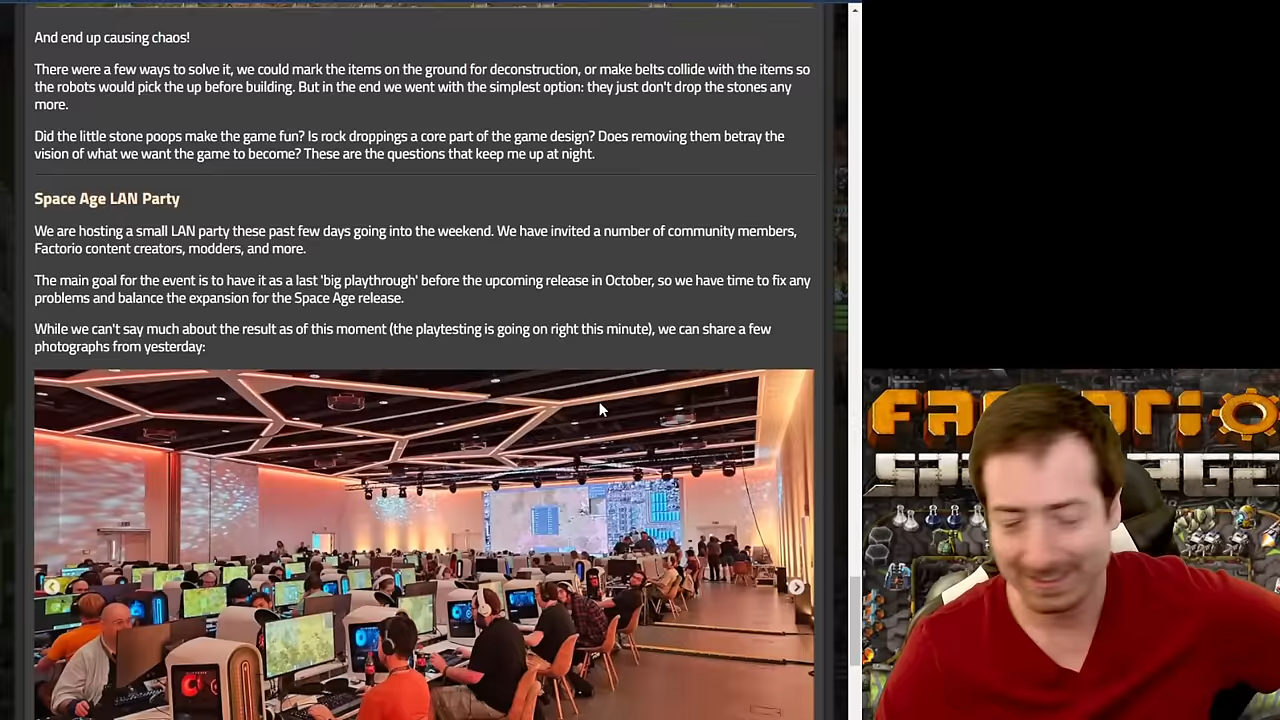 And end up causing chaos!
There were a few ways to solve it, we could mark the items on the ground for deconstruction, or make belts collide with the items so
the robots would pick the up before building. But in the end we went with the simplest option: they just don't drop the stones any
more.
Did the little stone poops make the game fun? Is rock droppings a core part of the game design? Does removing them betray the
vision of what we want the game to become? These are the questions that keep me up at night.
Space Age LAN Party
We are hosting a small LAN party these past few days going into the weekend. We have invited a number of community members,
Factorio content creators, modders, and more.
The main goal for the event is to have it as a last 'big playthrough' before the upcoming release in October, so we have time to fix any
problems and balance the expansion for the Space Age release.
While we can't say much about the result as of this moment (the playtesting is going on right this minute), we can share a few
photographs from yesterday: